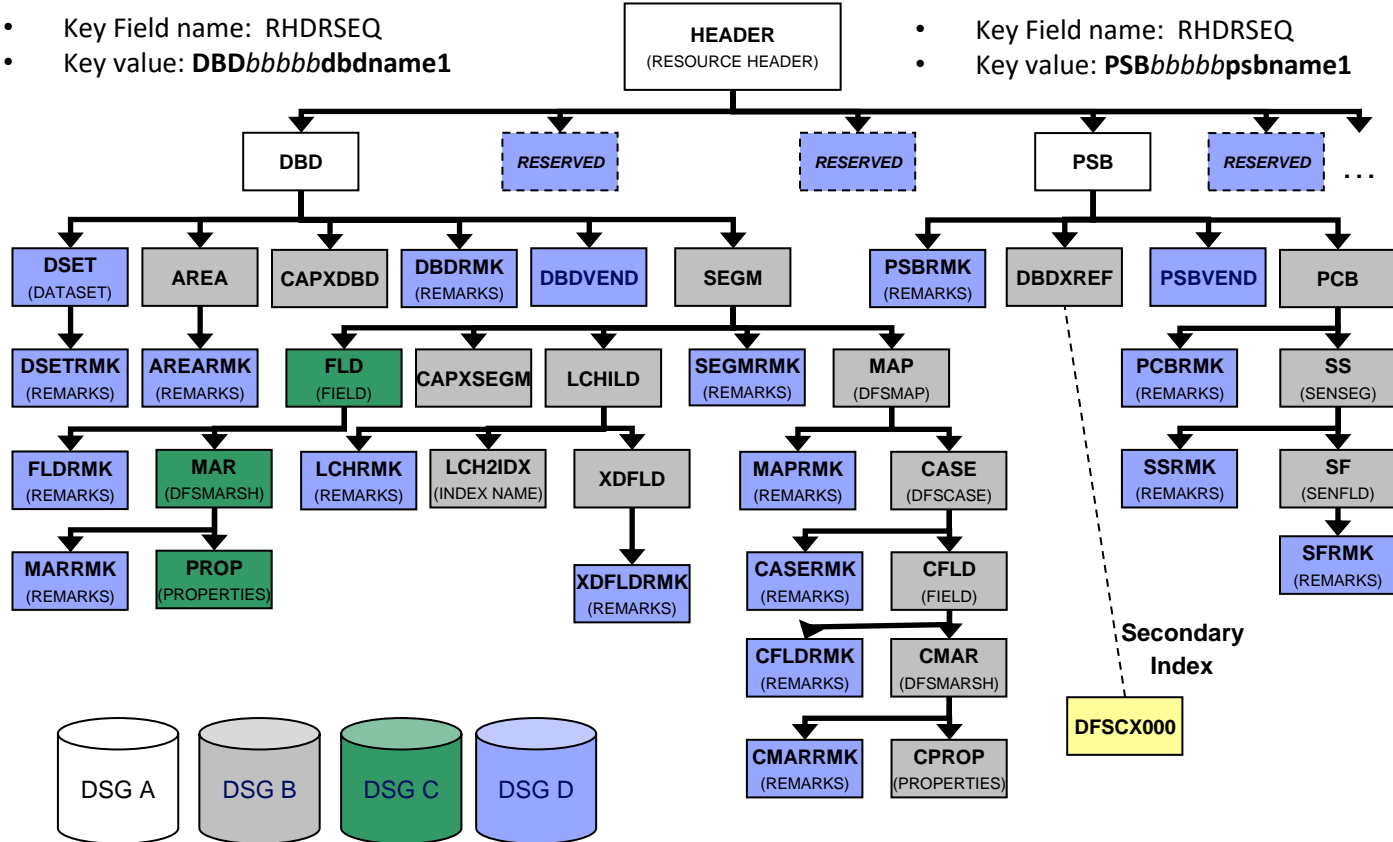 • Key Field name: RHDRSEQ
• Key value: DBDbbbbbdbdname1
HEADER
(RESOURCE HEADER)
• Key Field name: RHDRSEQ
• Key value: PSBbbbbbpsbname1
DBD
RESERVED
RESERVED
PSB
RESERVED
...
DSET
(DATASET)
AREA
CAPXDBD
DBDRMK
(REMARKS)
DBDVEND
SEGM
PSBRMK
(REMARKS)
DBDXREF
PSBVEND
PCB
DSETRMK
(REMARKS)
AREARMK
(REMARKS)
FLD
(FIELD)
CAPXSEGM
LCHILD
SEGMRMK
(REMARKS)
MAP
(DFSMAP)
PCBRMK
(REMARKS)
SS
(SENSEG)
FLDRMK
(REMARKS)
MAR
(DFSMARSH)
LCHRMK
(REMARKS)
LCH2IDX
(INDEX NAME)
XDFLD
MAPRMK
(REMARKS)
CASE
(DFSCASE)
SSRMK
(REMAKRS)
SF
(SENFLD)
MARRMK
(REMARKS)
PROP
(PROPERTIES)
XDFLDRMK
(REMARKS)
CASERMK
(REMARKS)
CFLD
(FIELD)
SFRMK
(REMARKS)
CFLDRMK
(REMARKS)
CMAR
(DFSMARSH)
Secondary
Index
DFSCX000
CMARRMK
(REMARKS)
CPROP
(PROPERTIES)
DSG A
DSG B
DSG C
DSG D